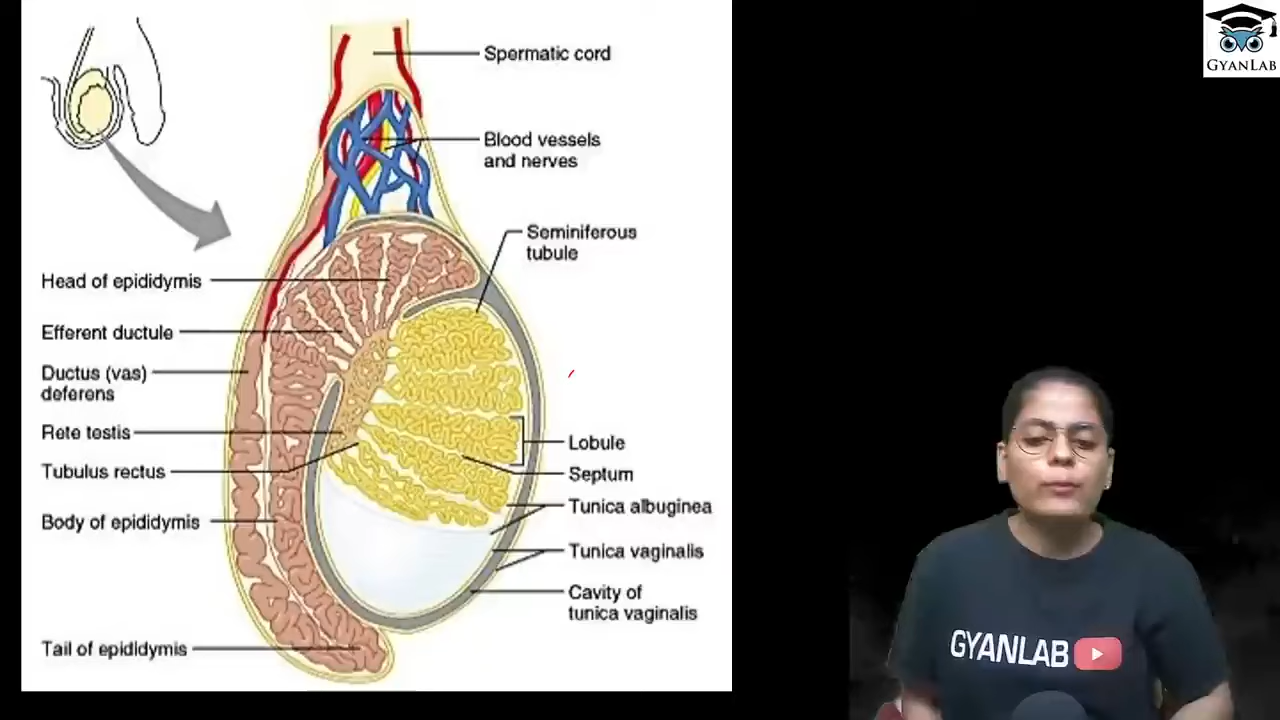 Spermatic cord
Blood vessels
and nerves
Seminiferous
tubule
Head of epididymis
Efferent ductule
Ductus (vas)
deferens
Rete testis
Tubulus rectus
Body of epididymis
Tail of epididymis
Lobule
Septum
Tunica albuginea
Tunica vaginalis
Cavity of
tunica vaginalis
GYANLAB
GYANLAB